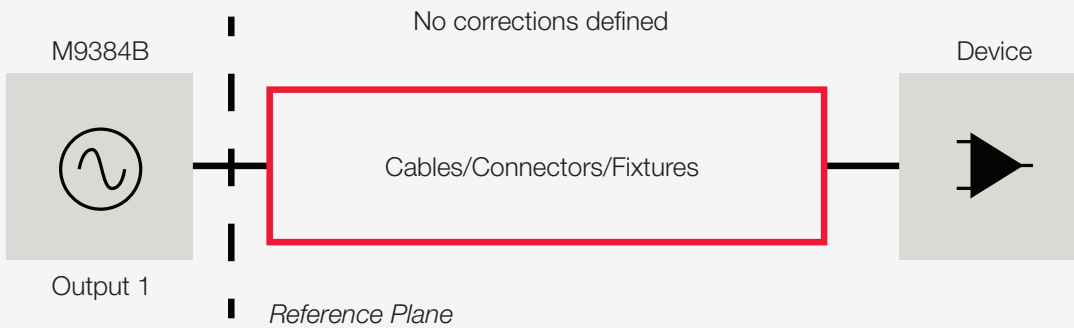 No corrections defined
M9384B
Device
Cables/Connectors/Fixtures
Output 1
Reference Plane